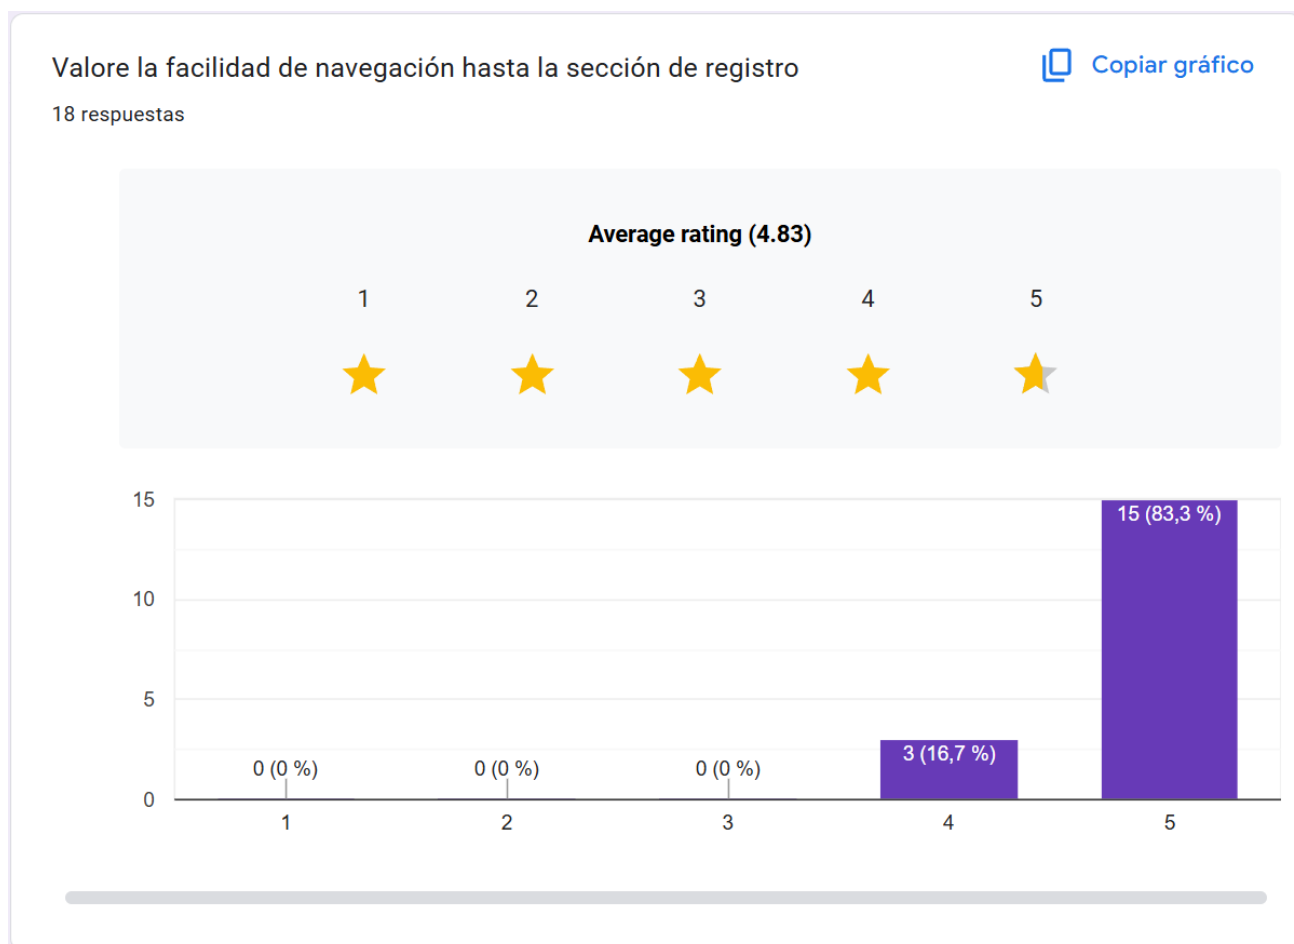 Valore la facilidad de navegación hasta la sección de registro
Copiar gráfico
18 respuestas
Average rating (4.83)
1 2 3 4 5
15
10
5
0
0 (0 %) 0 (0 %) 0 (0 %) 3 (16,7 %) 15 (83,3 %)
1 2 3 4 5